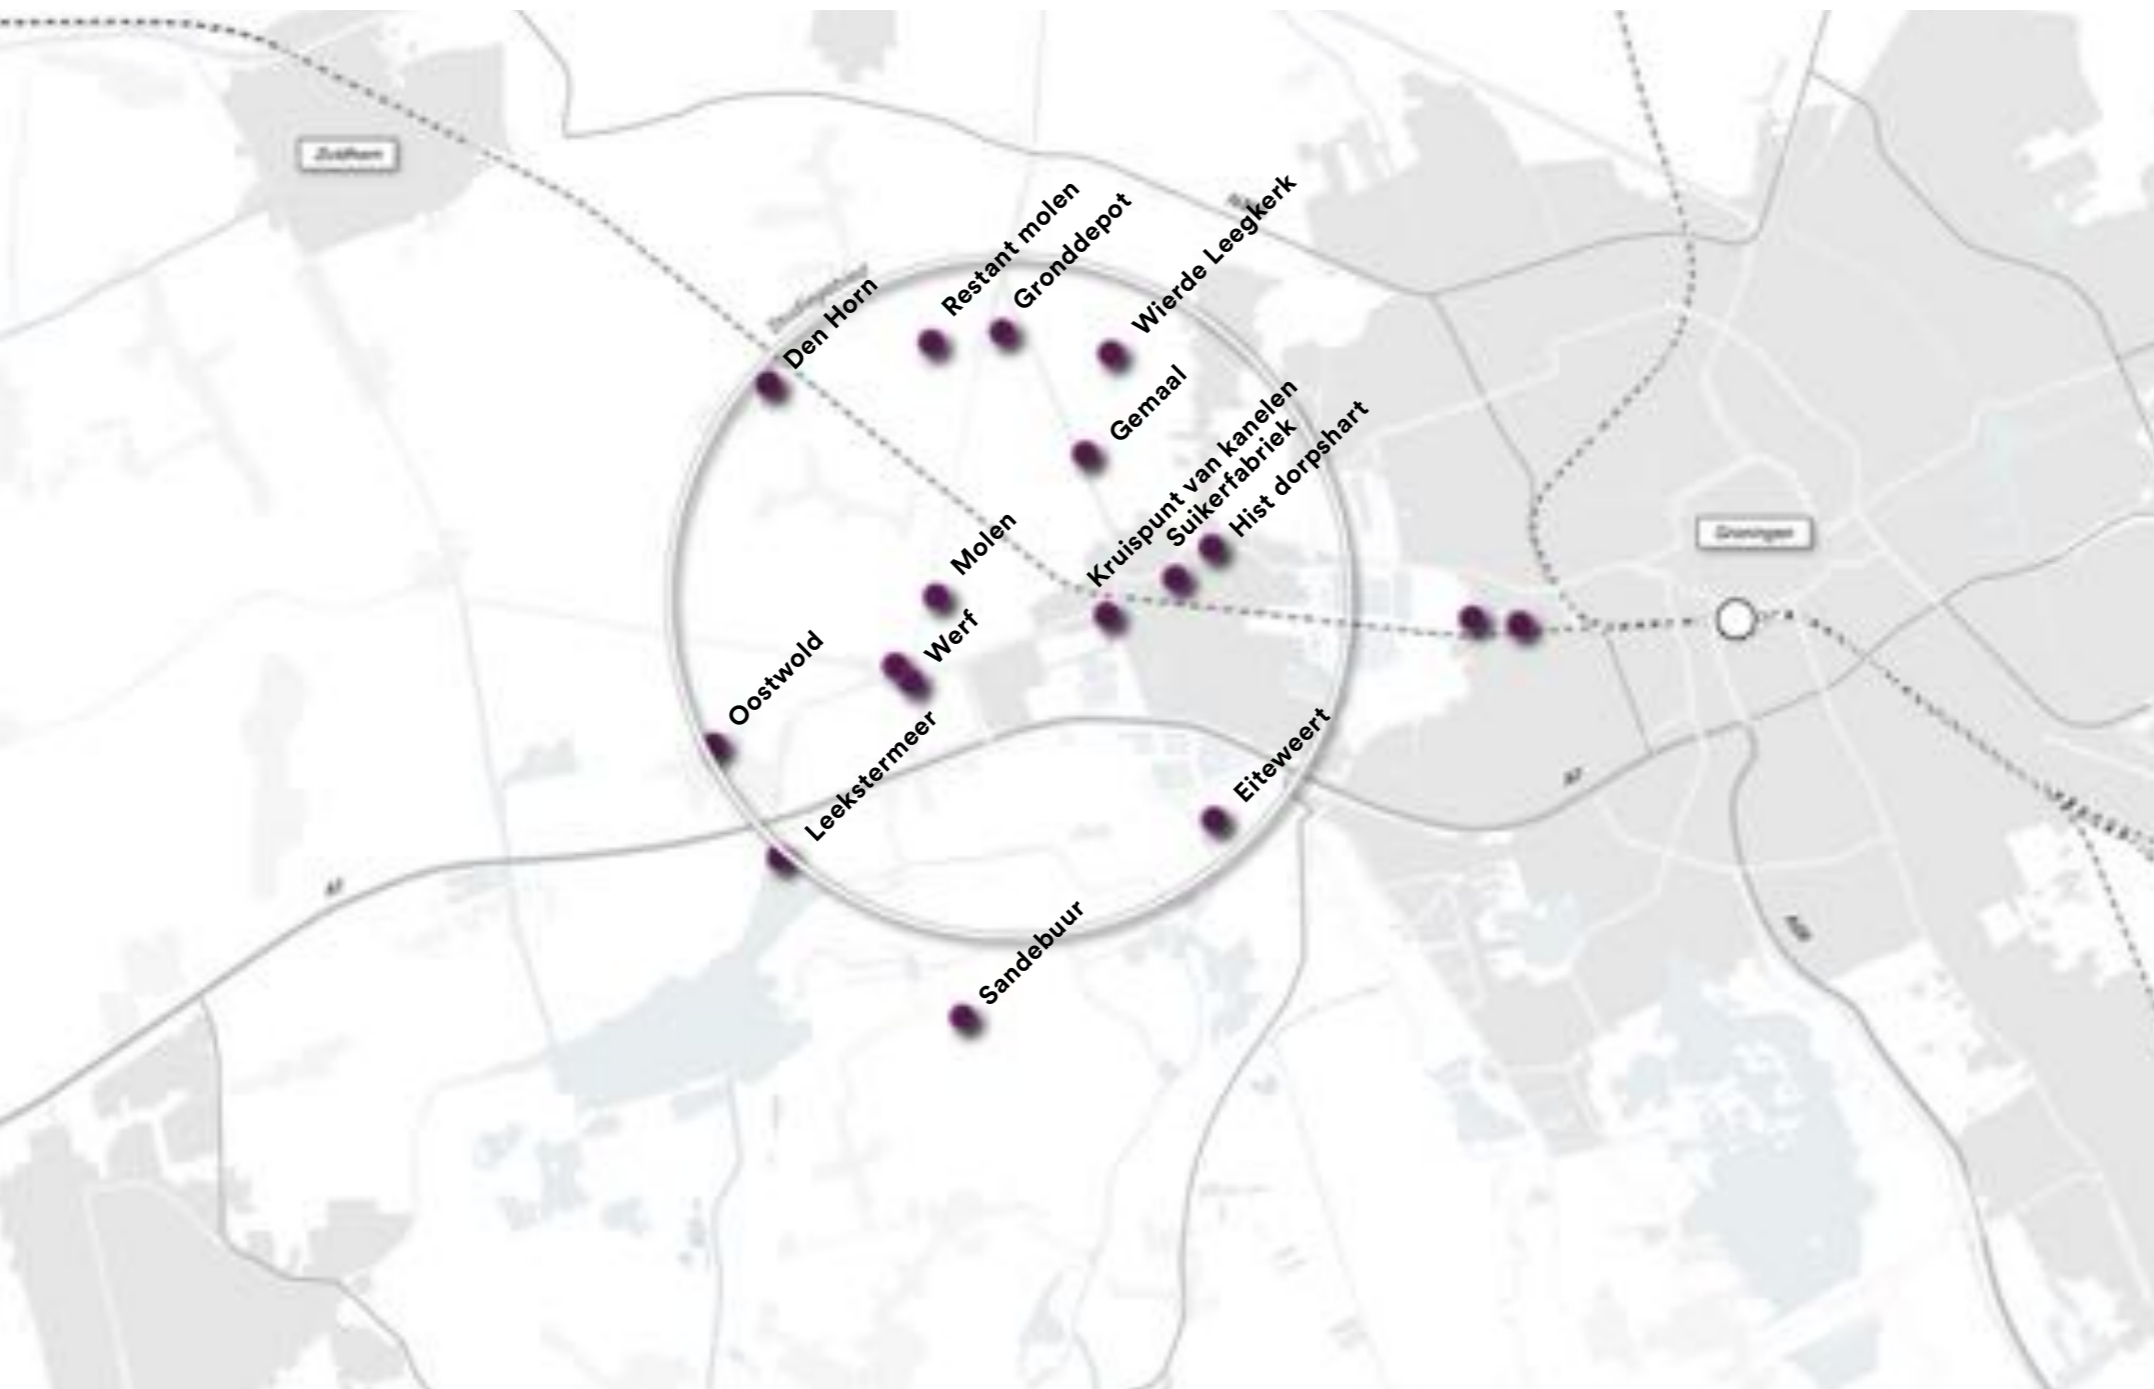 Zuidhorn
Restant molen
Gronddepot
Wierde Leegkerk
Den Horn
Gemaal
Kruispunt van kanelen
Suikerfabriek
Hist dorpshart
Groningen
Molen
Werf
Oostwold
Leekstermeer
Eiteweert
A7
A7
Sandebuur
A28